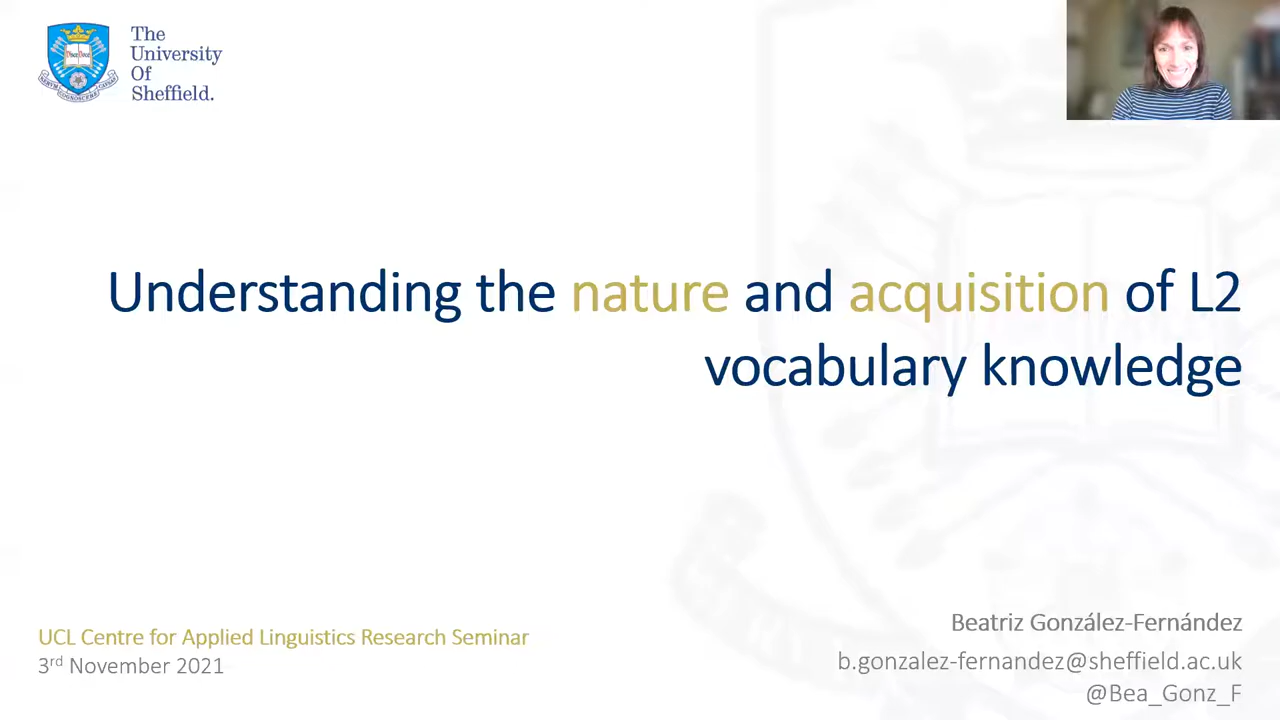 The
University
Of
Sheffield.
Understanding the nature and acquisition of L2
vocabulary knowledge
UCL Centre for Applied Linguistics Research Seminar
3rd November 2021
Beatriz González-Fernández
b.gonzalez-fernandez@sheffield.ac.uk
@Bea_Gonz_F